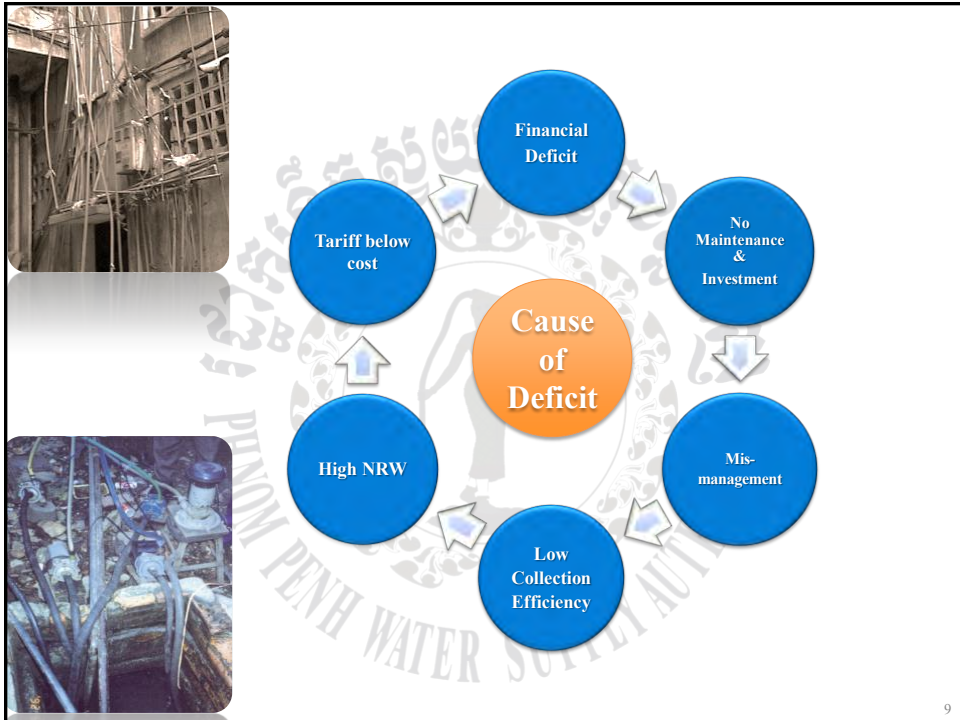 Financial
Deficit
No
Maintenance
&
Investment
Mis-
management
Low
Collection
Efficiency
High NRW
Tariff below
cost
Cause
of
Deficit
PHNOM PENH WATER SUPPLY
9